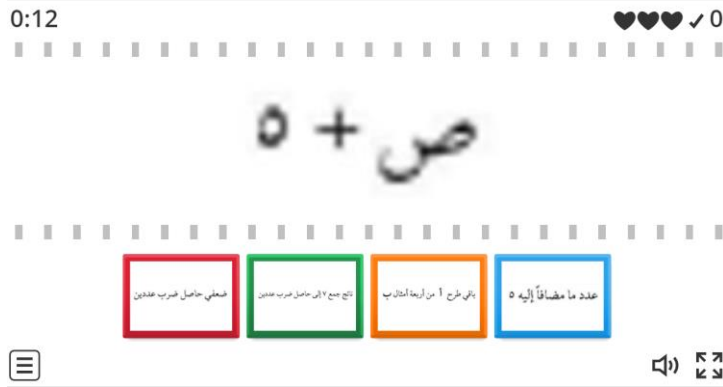 0:12
0
ص + ٥
ضعفي حاصل ضرب عددين
ناتج جمع ٧ إلى حاصل ضرب عددين
باقي طرح 1 من أربعة أمثال ب
عدد ما مضافاً إليه ٥